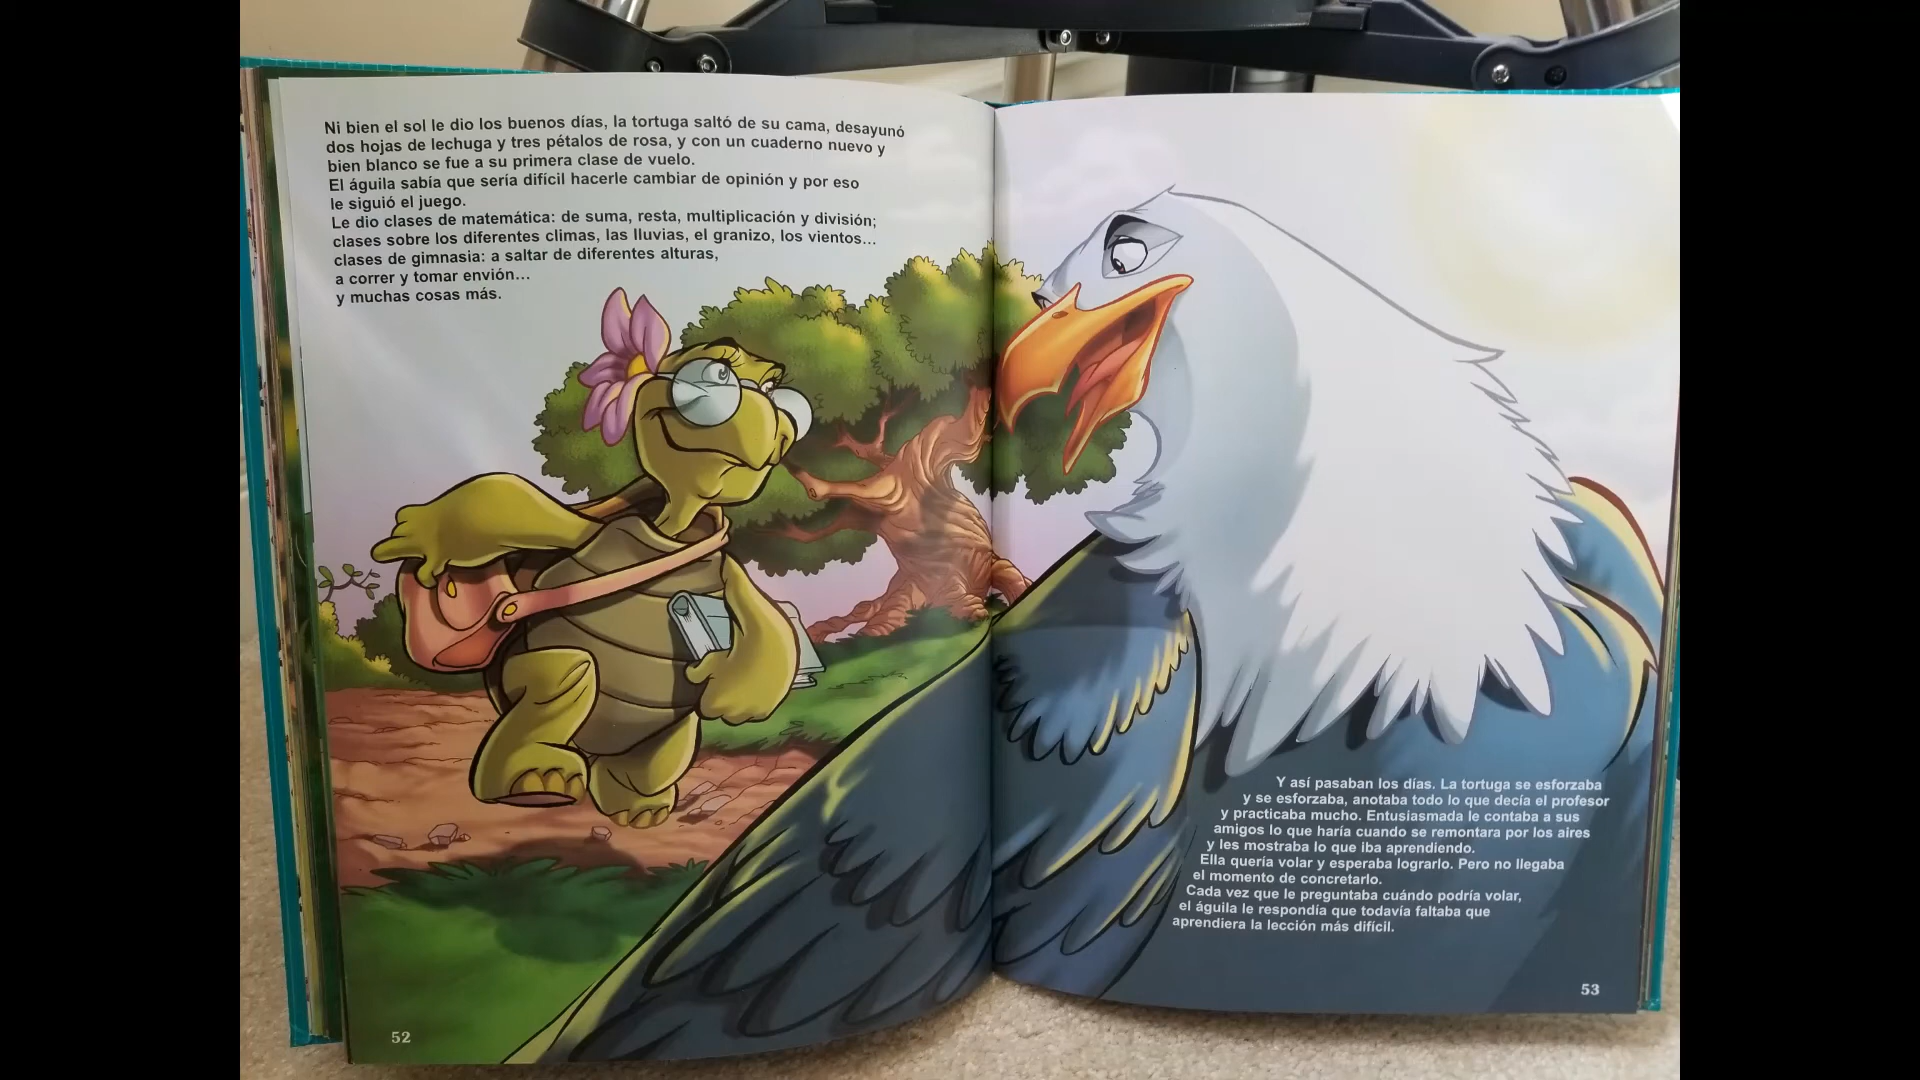 Ni bien el sol le dio los buenos días, la tortuga saltó de su cama, desayunó
dos hojas de lechuga y tres pétalos de rosa, y con un cuaderno nuevo y
bien blanco se fue a su primera clase de vuelo.
El águila sabía que sería difícil hacerle cambiar de opinión y por eso
le siguió el juego.
Le dio clases de matemática: de suma, resta, multiplicación y división;
clases sobre los diferentes climas, las lluvias, el granizo, los vientos...
clases de gimnasia: a saltar de diferentes alturas,
a correr y tomar envión...
y muchas cosas más.
52
Y así pasaban los días. La tortuga se esforzaba
y se esforzaba, anotaba todo lo que decía el profesor
y practicaba mucho. Entusiasmada le contaba a sus
amigos lo que haría cuando se remontara por los aires
y les mostraba lo que iba aprendiendo.
Ella quería volar y esperaba lograrlo. Pero no llegaba
el momento de concretarlo.
Cada vez que le preguntaba cuándo podría volar,
el águila le respondía que todavía faltaba que
aprendiera la lección más difícil.
53